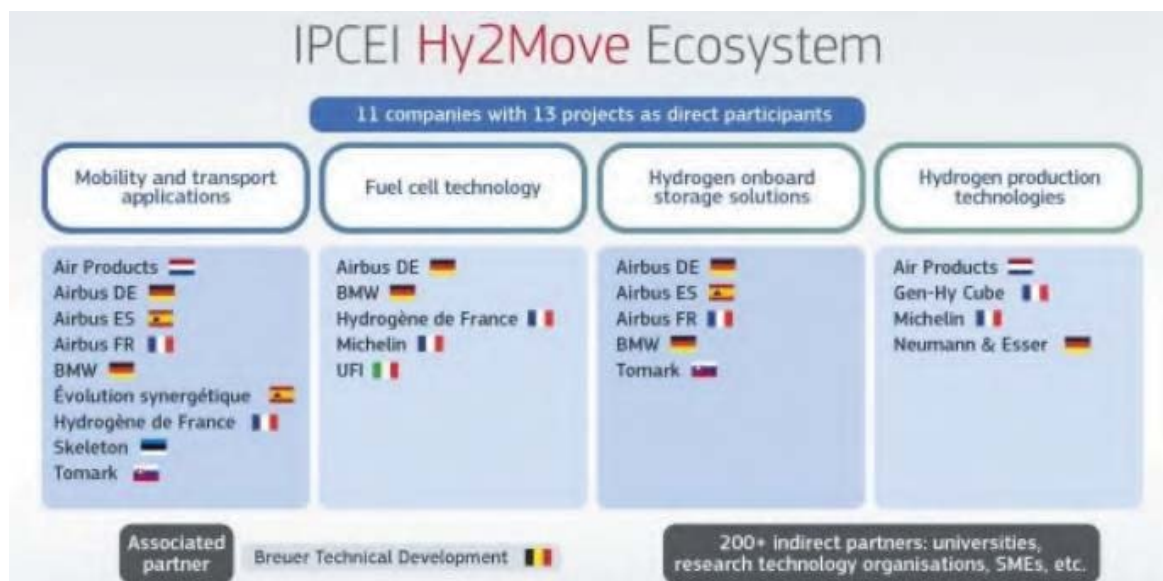 IPCEI Hy2Move Ecosystem
11 companies with 13 projects as direct participants
Mobility and transport
applications
Air Products
Airbus DE
Airbus ES
Airbus FR
BMW
Évolution synergétique
Hydrogène de France
Skeleton
Tomark
Fuel cell technology
Airbus DE
BMW
Hydrogène de France
Michelin
UFI
Hydrogen onboard
storage solutions
Airbus DE
Airbus ES
Airbus FR
BMW
Tomark
Hydrogen production
technologies
Air Products
Gen-Hy Cube
Michelin
Neumann & Esser
Associated
partner
Breuer Technical Development
200+ indirect partners: universities,
research technology organisations, SMEs, etc.